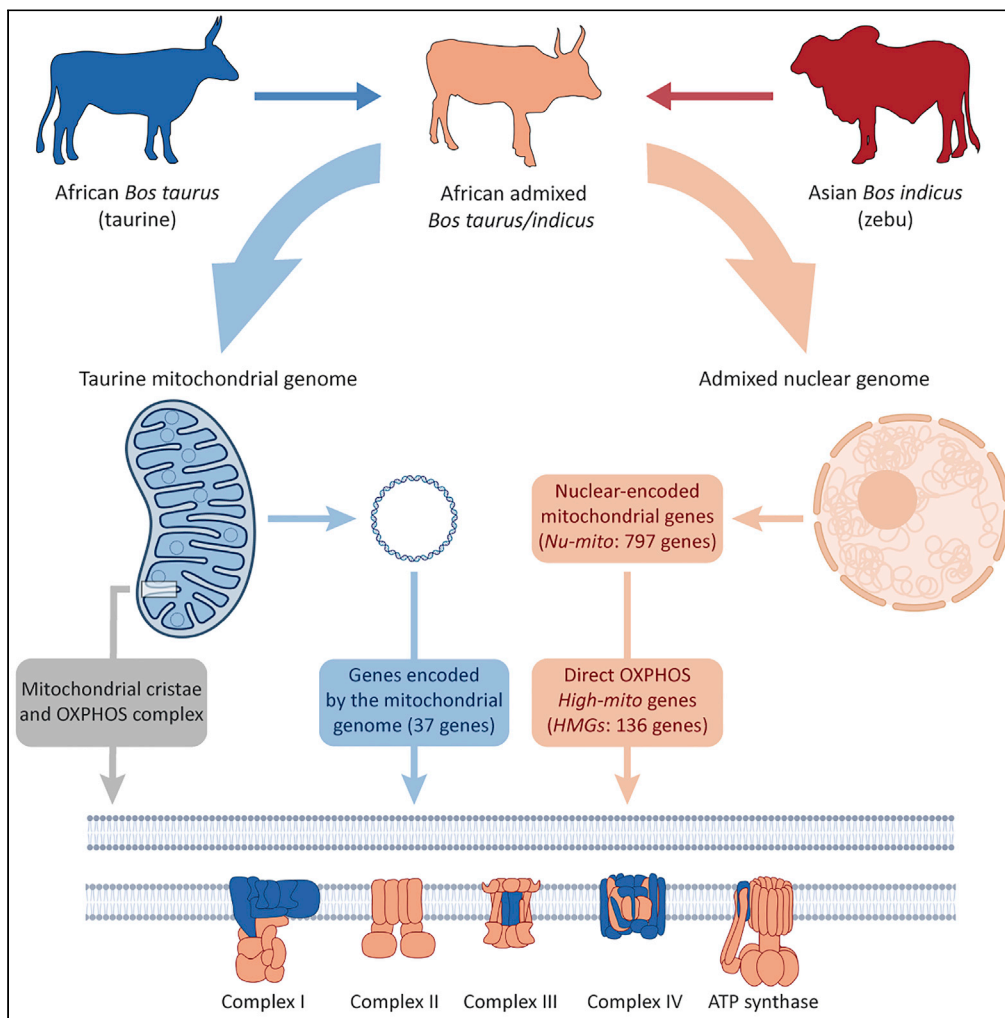 African Bos taurus
(taurine)
African admixed
Bos taurus/indicus
Asian Bos indicus
(zebu)
Taurine mitochondrial genome
Admixed nuclear genome
Nuclear-encoded
mitochondrial genes
(Nu-mito: 797 genes)
Mitochondrial cristae
and OXPHOS complex
Genes encoded
by the mitochondrial
genome (37 genes)
Direct OXPHOS
High-mito genes
(HMGs: 136 genes)
Complex I
Complex II
Complex III
Complex IV
ATP synthase